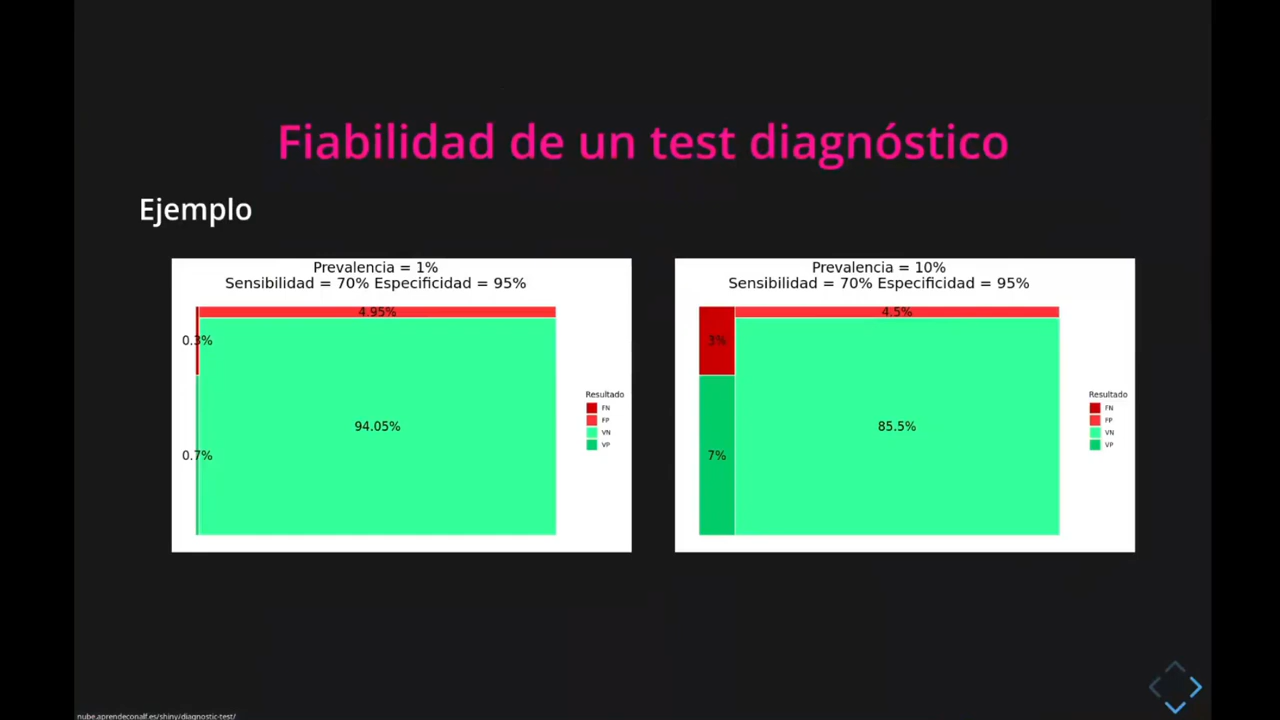 Fiabilidad de un test diagnóstico
Ejemplo
Prevalencia = 1%
Sensibilidad = 70% Especificidad = 95%
4.95%
0.3%
94.05%
0.7%
Resultado
FN
FP
VN
VP
Prevalencia = 10%
Sensibilidad = 70% Especificidad = 95%
4.5%
3%
85.5%
7%
Resultado
FN
FP
VN
VP
nube.aprendeconalf.es/shiny/diagnostic-test/